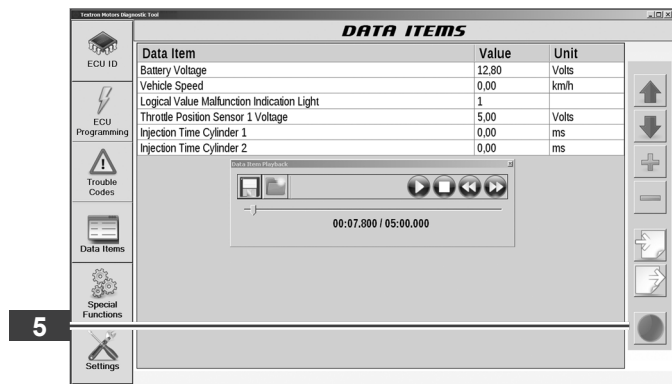 Textron Motors Diagnostic Tool
DATA ITEMS
ECU ID
ECU
Programming
Trouble
Codes
Data Items
Special
Functions
Settings
Data Item Value Unit
Battery Voltage 12,80 Volts
Vehicle Speed 0,00 km/h
Logical Value Malfunction Indication Light 1
Throttle Position Sensor 1 Voltage 5,00 Volts
Injection Time Cylinder 1 0,00 ms
Injection Time Cylinder 2 0,00 ms
Data Item Playback
00:07.800 / 05:00.000
5